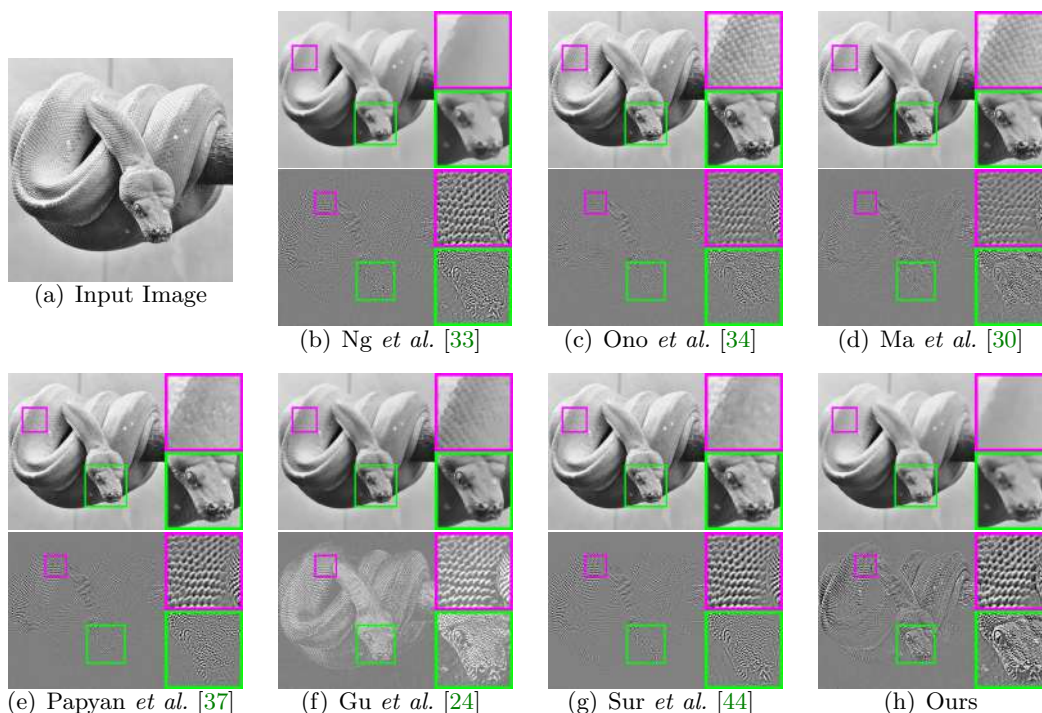 (a) Input Image
(b) Ng et al. [33]
(c) Ono et al. [34]
(d) Ma et al. [30]
(e) Papyan et al. [37]
(f) Gu et al. [24]
(g) Sur et al. [44]
(h) Ours